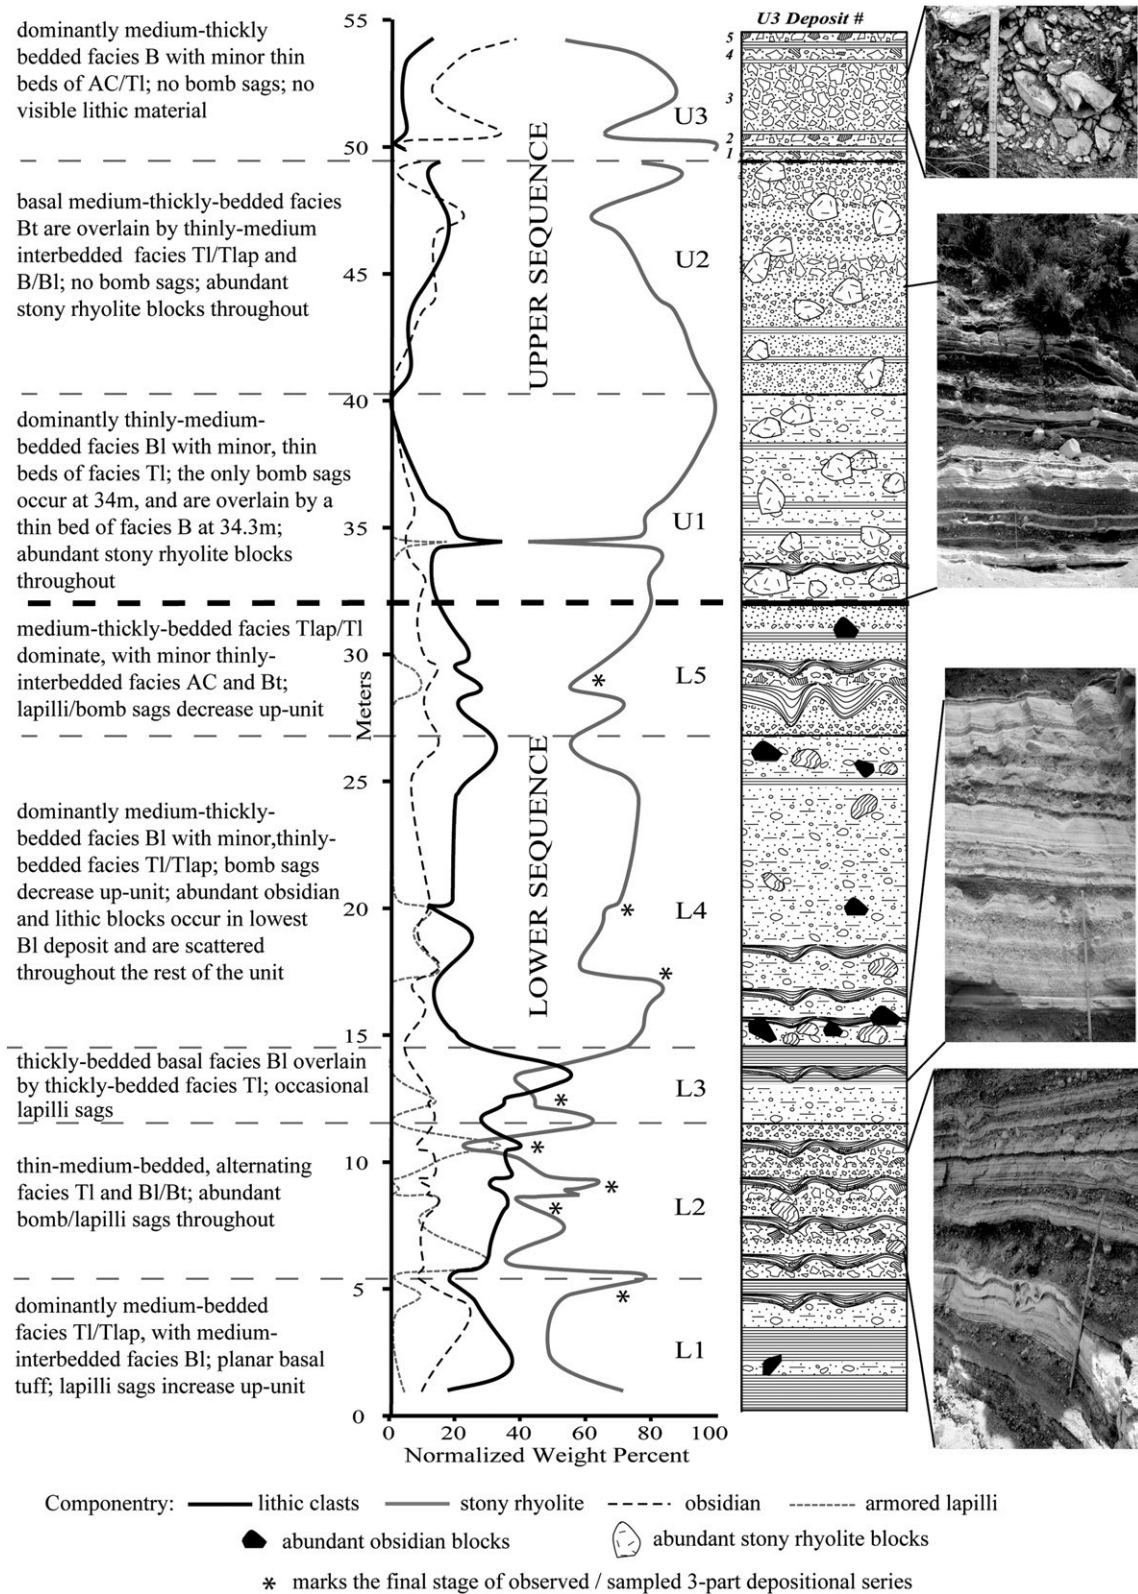 dominantly medium-thickly
bedded facies B with minor thin
beds of AC/Tl; no bomb sags; no
visible lithic material
basal medium-thickly-bedded facies
Bt are overlain by thinly-medium
interbedded facies Tl/Tlap and
B/Bl; no bomb sags; abundant
stony rhyolite blocks throughout
dominantly thinly-medium-
bedded facies Bl with minor, thin
beds of facies Tl; the only bomb sags
occur at 34m, and are overlain by a
thin bed of facies B at 34.3m;
abundant stony rhyolite blocks
throughout
medium-thickly-bedded facies Tlap/Tl
dominate, with minor thinly-
interbedded facies AC and Bt;
lapilli/bomb sags decrease up-unit
dominantly medium-thickly-
bedded facies Bl with minor,thinly-
bedded facies Tl/Tlap; bomb sags
decrease up-unit; abundant obsidian
and lithic blocks occur in lowest
Bl deposit and are scattered
throughout the rest of the unit
thickly-bedded basal facies Bl overlain
by thickly-bedded facies Tl; occasional
lapilli sags
thin-medium-bedded, alternating
facies Tl and Bl/Bt; abundant
bomb/lapilli sags throughout
dominantly medium-bedded
facies Tl/Tlap, with medium-
interbedded facies Bl; planar basal
tuff; lapilli sags increase up-unit
55
50
45
40
35
30
Meters
25
20
15
10
5
0
UPPER SEQUENCE
LOWER SEQUENCE
U3
U2
U1
L5
*
L4
*
*
L3
*
*
L2
*
*
*
L1
0 20 40 60 80 100
Normalized Weight Percent
U3 Deposit #
5
4
3
2
1
Componentry: lithic clasts stony rhyolite obsidian armored lapilli
abundant obsidian blocks abundant stony rhyolite blocks
* marks the final stage of observed / sampled 3-part depositional series